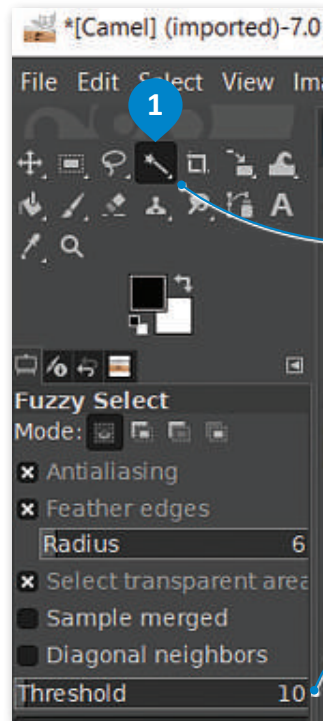 *[Camel] (imported)-7.0
File Edit Select View Ima
1
A
Fuzzy Select
Mode:
Antialiasing
Feather edges
Radius 6
Select transparent area
Sample merged
Diagonal neighbors
Threshold 10